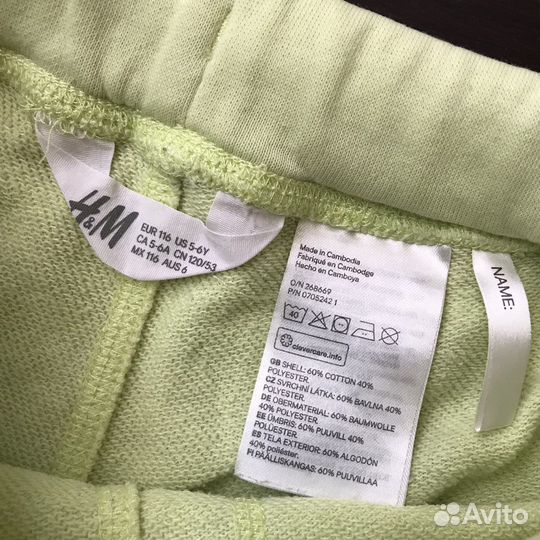 H&M
EUR 116 US 5-6Y
CA 5-6A CN 120/53
MX 116 AUS 6
Made in Cambodia
Fabriqué en Cambodge
Hecho en Camboya
O/N 268669
P/N 0705242 1
40
clevercare.info
GB SHELL: 60% COTTON 40%
POLYESTER.
CZ SVRCHNÍ LÁTKA: 60% BAVLNA 40%
POLYESTER.
DE OBERMATERIAL: 60% BAUMWOLLE
40% POLYESTER.
EE ÜMBRIS: 60% PUUVILL 40%
POLÜESTER.
ES TELA EXTERIOR: 60% ALGODÓN
40% poliéster.
FI PÄÄLLISKANGAS: 60% PUUVILLAA
NAME:
Avito